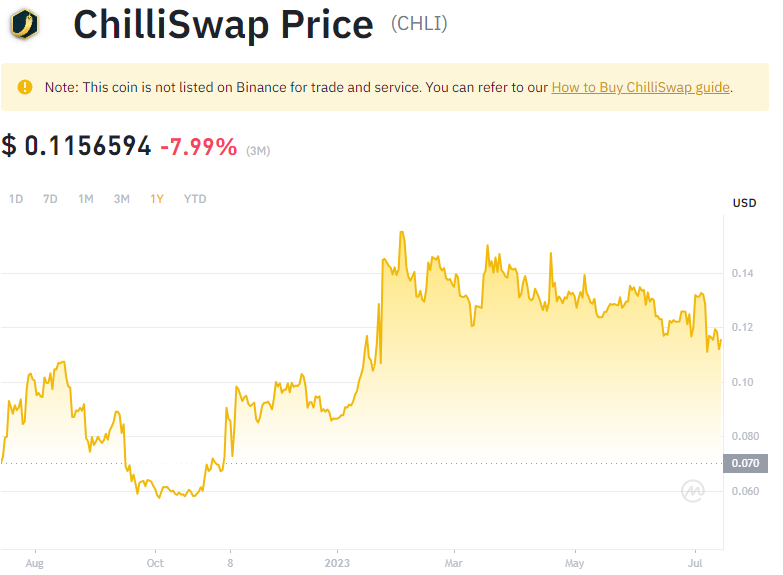 ChilliSwap Price (CHLI)
Note: This coin is not listed on Binance for trade and service. You can refer to our How to Buy ChilliSwap guide.
$ 0.1156594 -7.99% (3M)
1D 7D 1M 3M 1Y YTD
USD
0.14
0.12
0.10
0.080
0.070
0.060
Aug Oct 8 2023 Mar May Jul